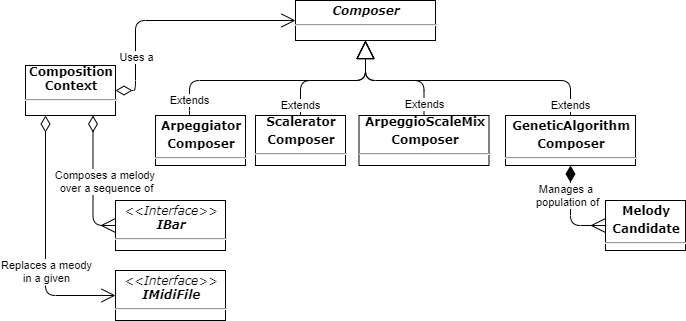 Composer
Uses a
Composition
Context
Extends
Extends
Extends
Extends
Arpeggiator
Composer
Scalerator
Composer
ArpeggioScaleMix
Composer
GeneticAlgorithm
Composer
Composes a melody
over a sequence of
Manages a
population of
<<Interface>>
IBar
Melody
Candidate
Replaces a meody
in a given
<<Interface>>
IMidiFile